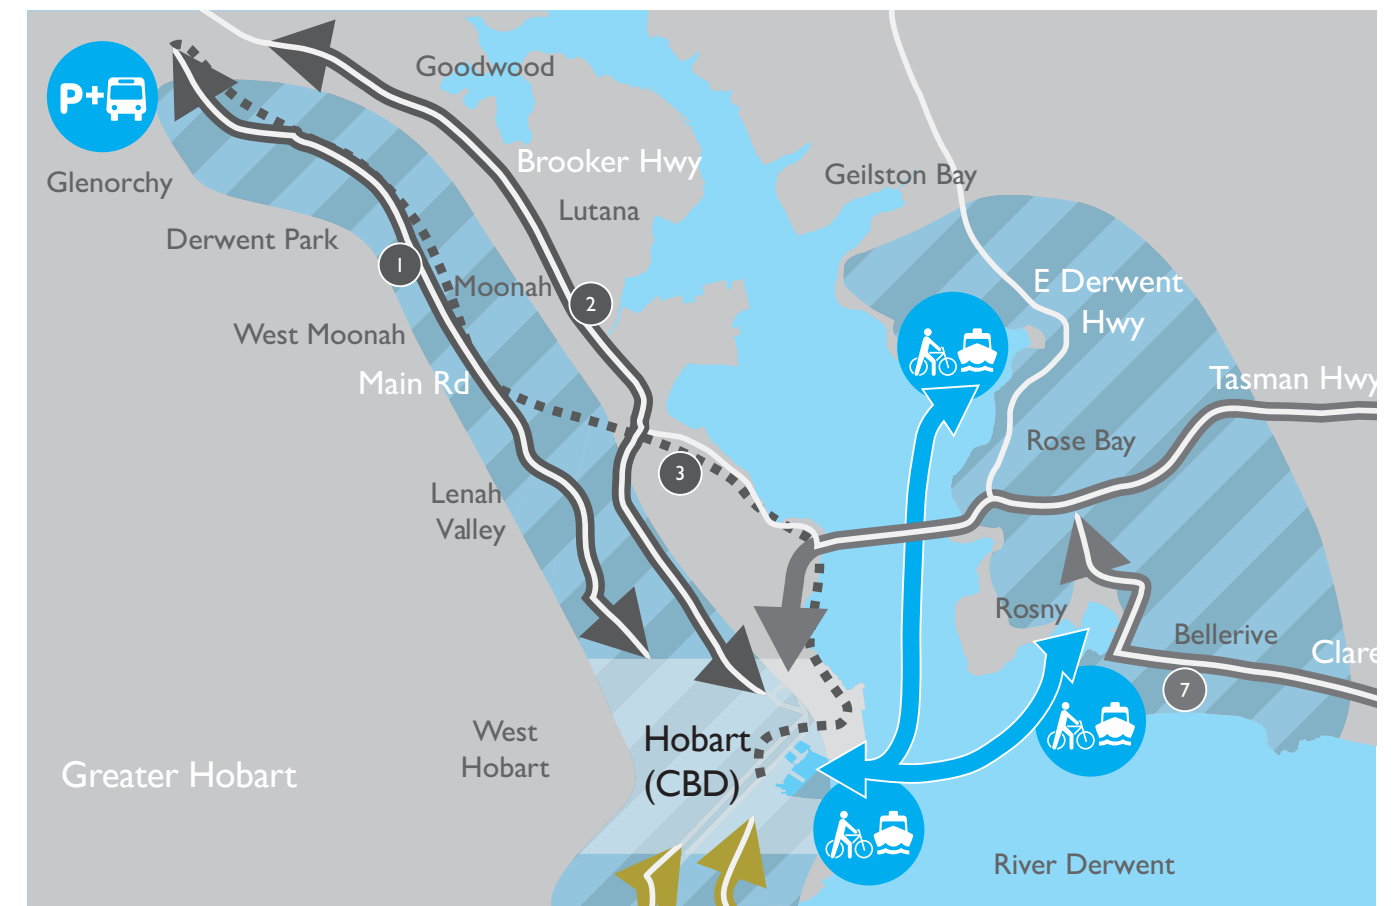 Goodwood
P+
Brooker Hwy
Geilston Bay
Glenorchy
Lutana
Derwent Park
1
Moonah
2
E Derwent
Hwy
West Moonah
Main Rd
Tasman Hwy
Rose Bay
3
Lenah
Valley
Rosny
Bellerive
Clare
7
West
Hobart
Hobart
(CBD)
Greater Hobart
River Derwent